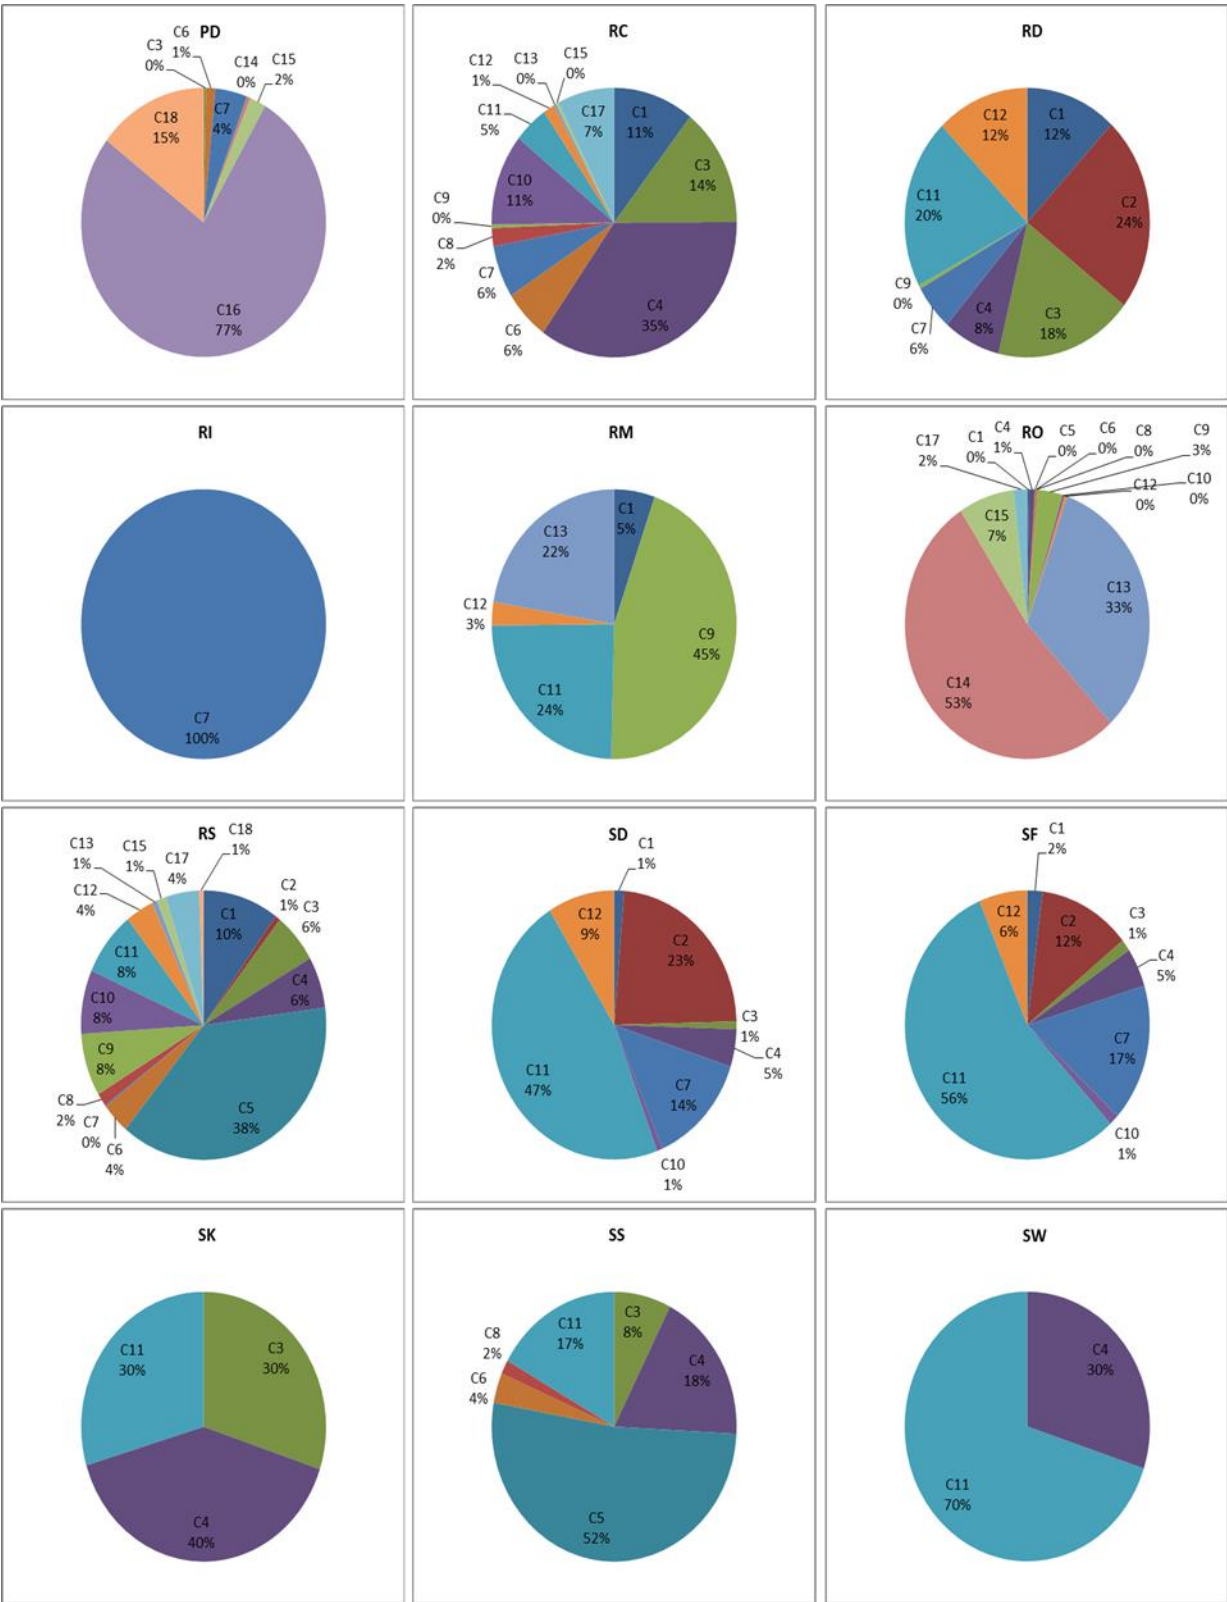 PD
C3
0%
C6
1%
C7
4%
C14
0%
C15
2%
C16
77%
C18
15%
RC
C1
11%
C3
14%
C4
35%
C6
6%
C7
6%
C8
2%
C9
0%
C10
11%
C11
5%
C12
1%
C13
0%
C15
0%
C17
7%
RD
C1
12%
C2
24%
C3
18%
C4
8%
C7
6%
C9
0%
C11
20%
C12
12%
RI
C7
100%
RM
C1
5%
C9
45%
C11
24%
C12
3%
C13
22%
RO
C1
0%
C4
1%
C5
0%
C6
0%
C8
0%
C9
3%
C10
0%
C12
0%
C13
33%
C14
53%
C15
7%
C17
2%
RS
C1
10%
C2
1%
C3
6%
C4
6%
C5
38%
C6
4%
C7
0%
C8
2%
C9
8%
C10
8%
C11
8%
C12
4%
C13
1%
C15
1%
C17
4%
C18
1%
SD
C1
1%
C2
23%
C3
1%
C4
5%
C7
14%
C10
1%
C11
47%
C12
9%
SF
C1
2%
C2
12%
C3
1%
C4
5%
C7
17%
C10
1%
C11
56%
C12
6%
SK
C3
30%
C4
40%
C11
30%
SS
C3
8%
C4
18%
C5
52%
C6
4%
C8
2%
C11
17%
SW
C4
30%
C11
70%